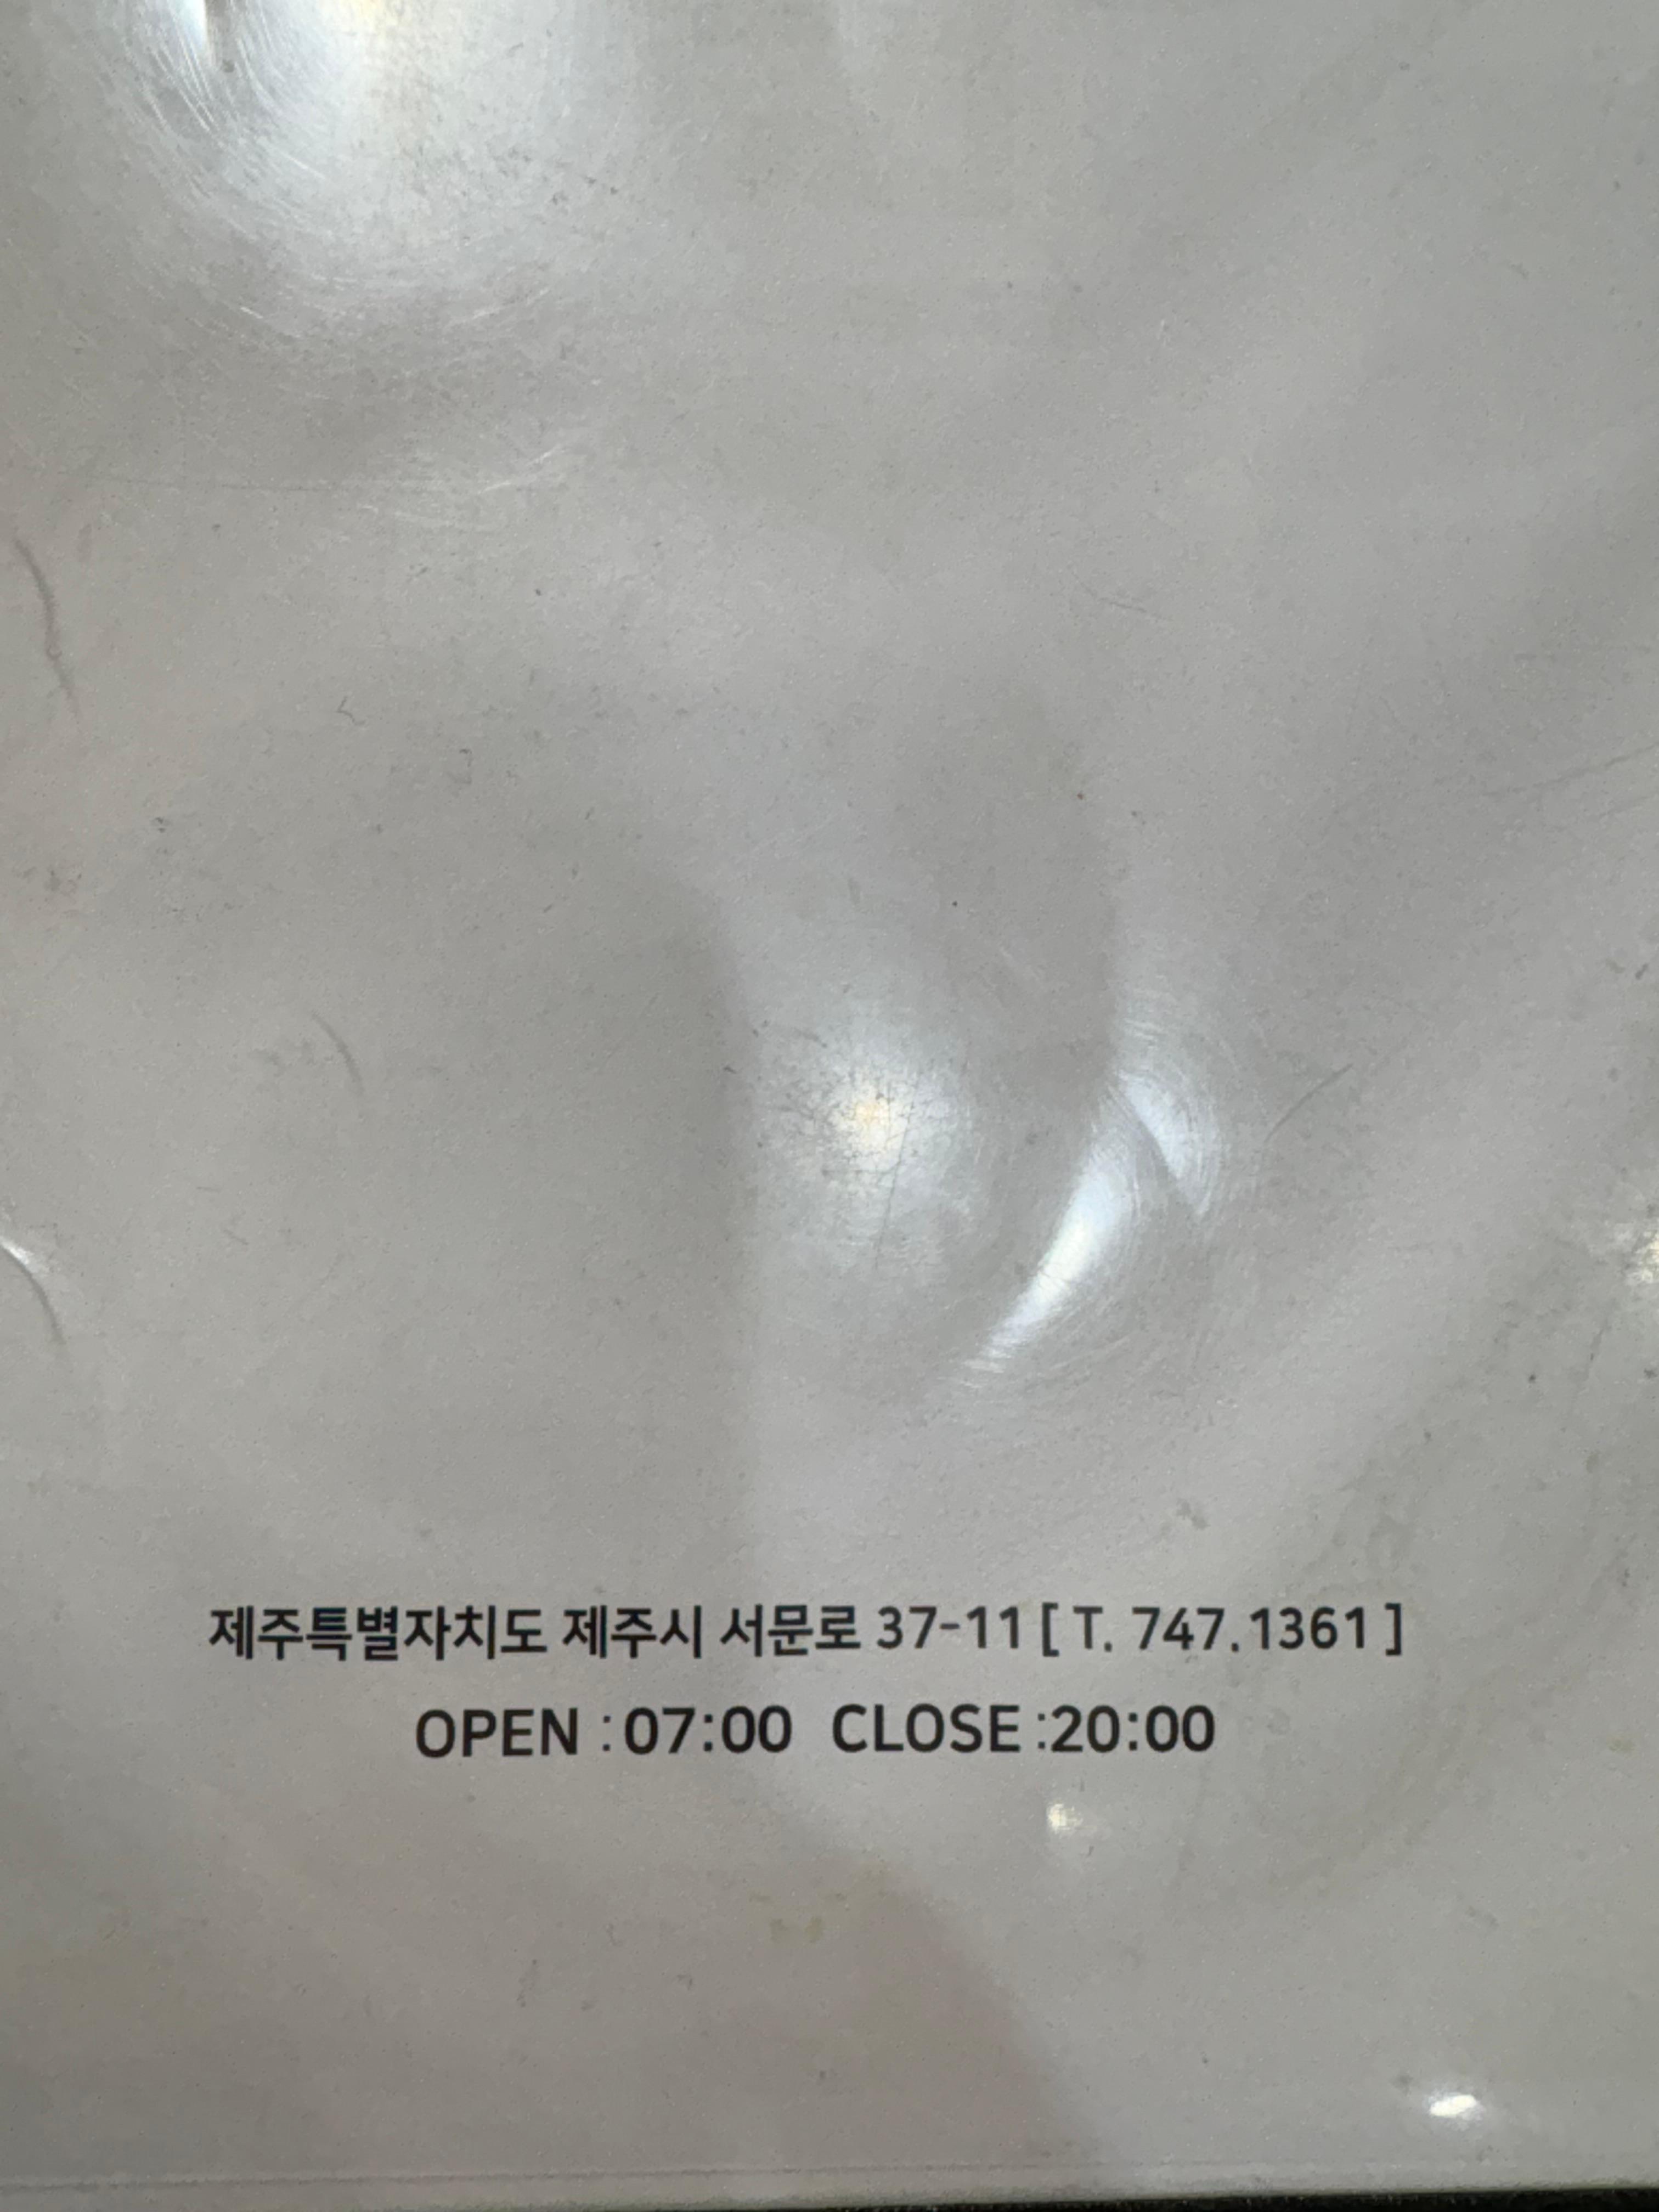 제주특별자치도 제주시 서문로 37-11 [ T. 747.1361 ]
OPEN : 07:00 CLOSE : 20:00